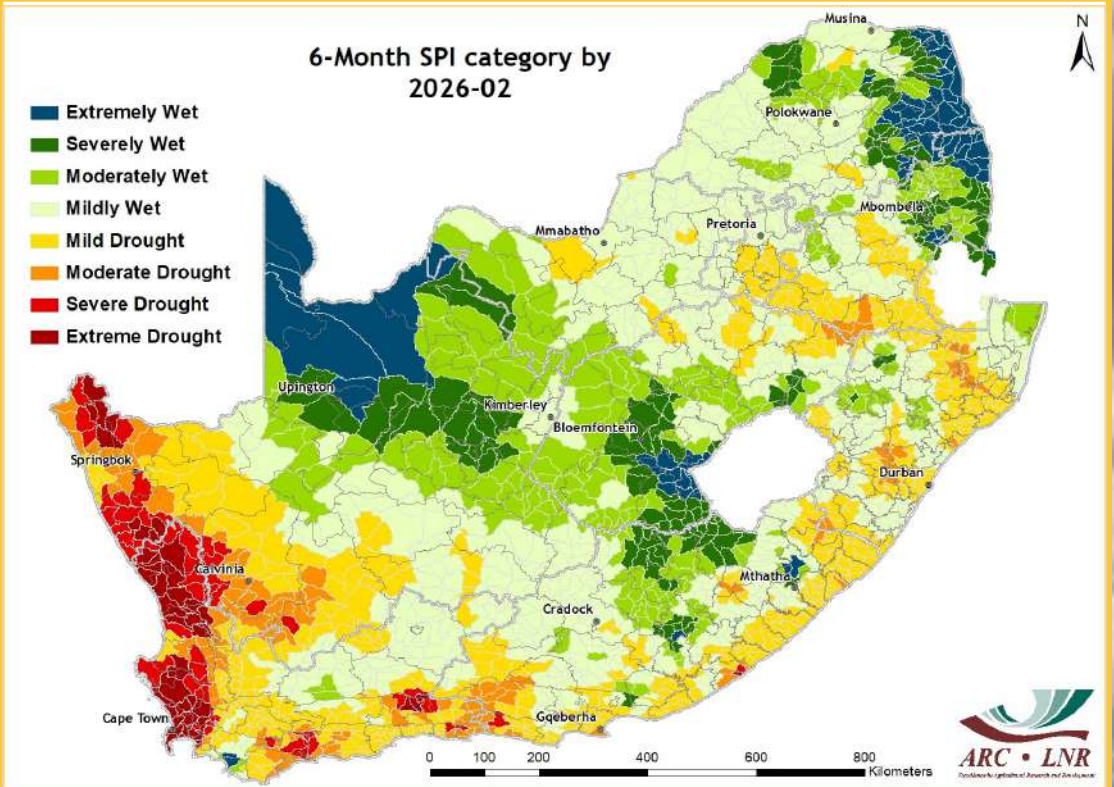 6-Month SPI category by
2026-02
N
Extremely Wet
Severely Wet
Moderately Wet
Mildly Wet
Mild Drought
Moderate Drought
Severe Drought
Extreme Drought
Musina
Polokwane
Mbombela
Pretoria
Mmabatho
Upington
Kimberley
Bloemfontein
Springbok
Durban
Calvinia
Mthatha
Cradock
Cape Town
Gqeberha
0 100 200 400 600 800
Kilometers
ARC • LNR